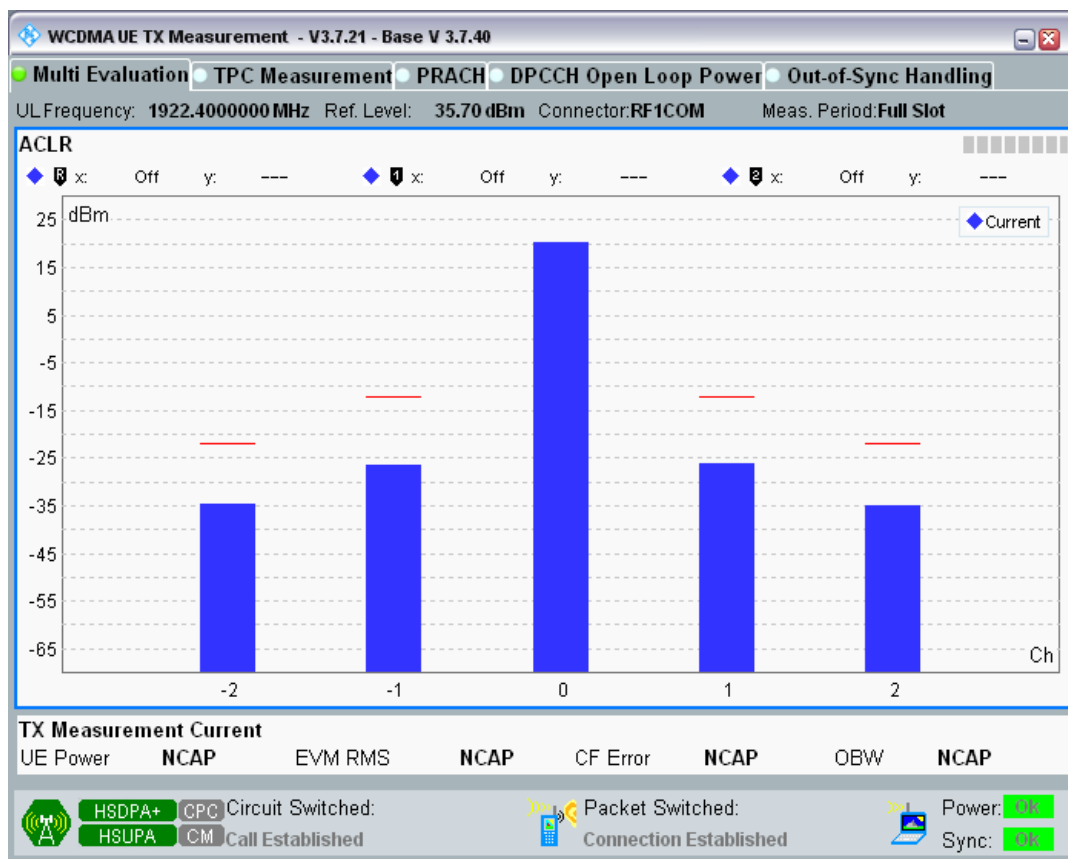 WCDMA UE TX Measurement - V3.7.21 - Base V 3.7.40
Multi Evaluation TPC Measurement PRACH DPCCH Open Loop Power Out-of-Sync Handling
UL Frequency: 1922.4000000 MHz Ref. Level: 35.70 dBm Connector:RF1COM Meas. Period:Full Slot
ACLR
R x: Off y: --- 1 x: Off y: --- 2 x: Off y: ---
dBm
Current
25
15
5
-5
-15
-25
-35
-45
-55
-65
Ch
-2 -1 0 1 2
TX Measurement Current
UE Power NCAP EVM RMS NCAP CF Error NCAP OBW NCAP
HSDPA+ CPC Circuit Switched: Packet Switched: Power: Ok
HSUPA CM Call Established Connection Established Sync: Ok